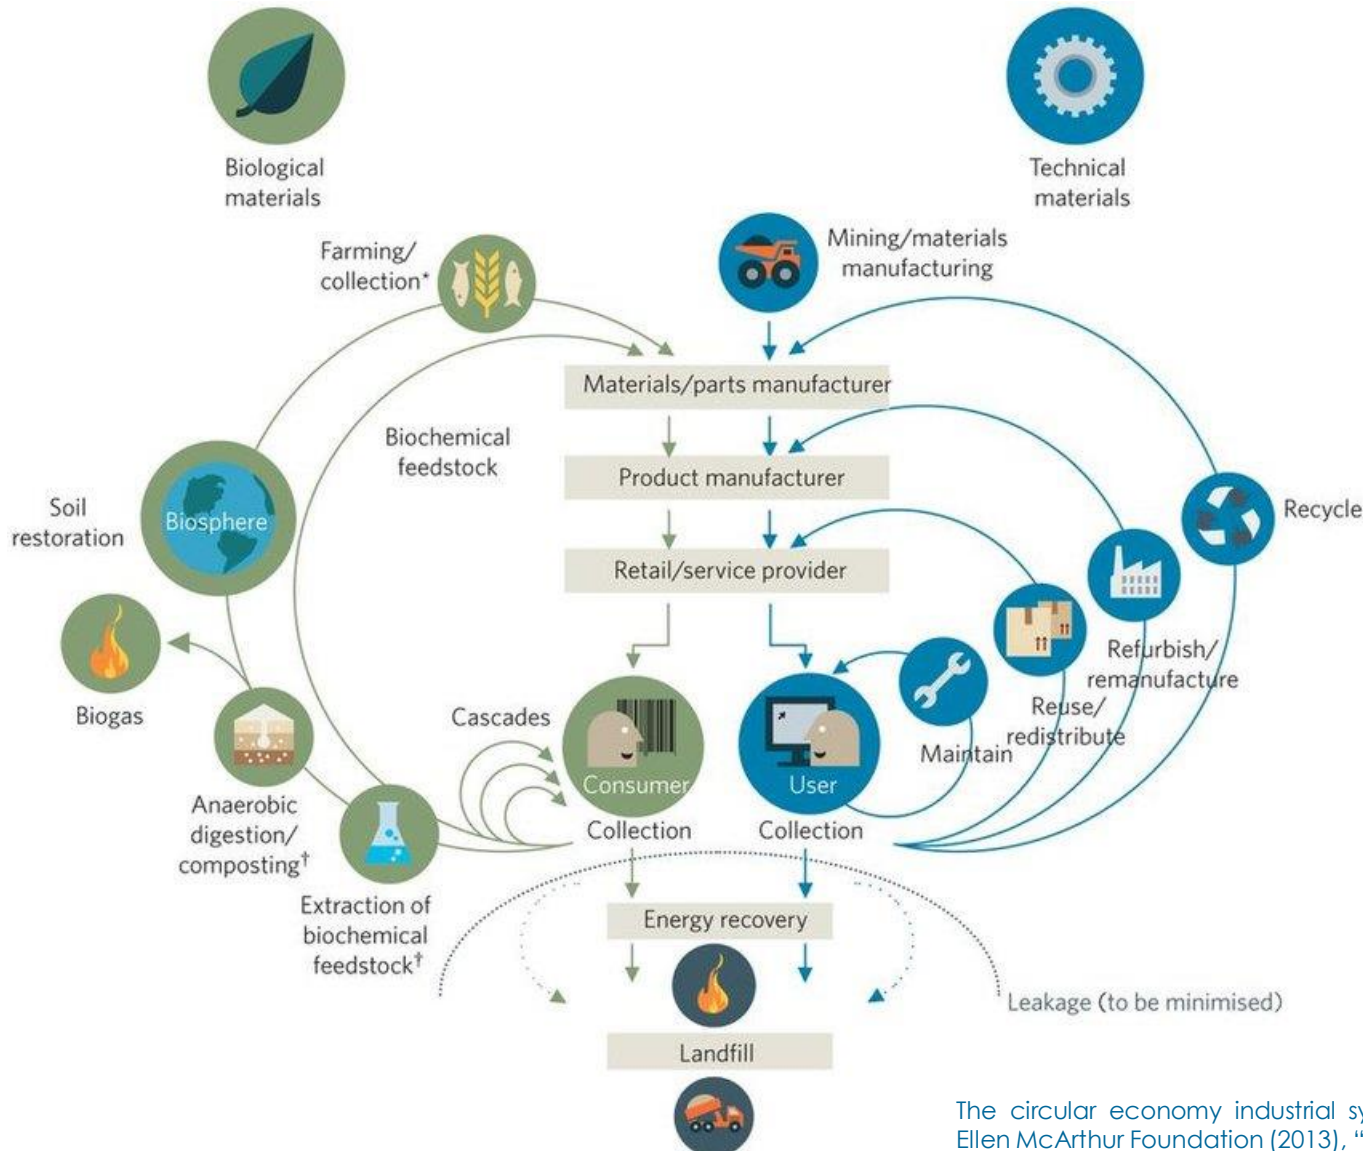 Biological
materials
Technical
materials
Farming/
collection*
Mining/materials
manufacturing
Materials/parts manufacturer
Biochemical
feedstock
Product manufacturer
Soil
restoration
Biosphere
Recycle
Retail/service provider
Refurbish/
remanufacture
Reuse/
redistribute
Maintain
Biogas
Cascades
Consumer
User
Anaerobic
digestion/
composting†
Collection
Collection
Extraction of
biochemical
feedstock†
Energy recovery
Leakage (to be minimised)
Landfill
The circular economy industrial
Ellen McArthur Foundation (2013), “